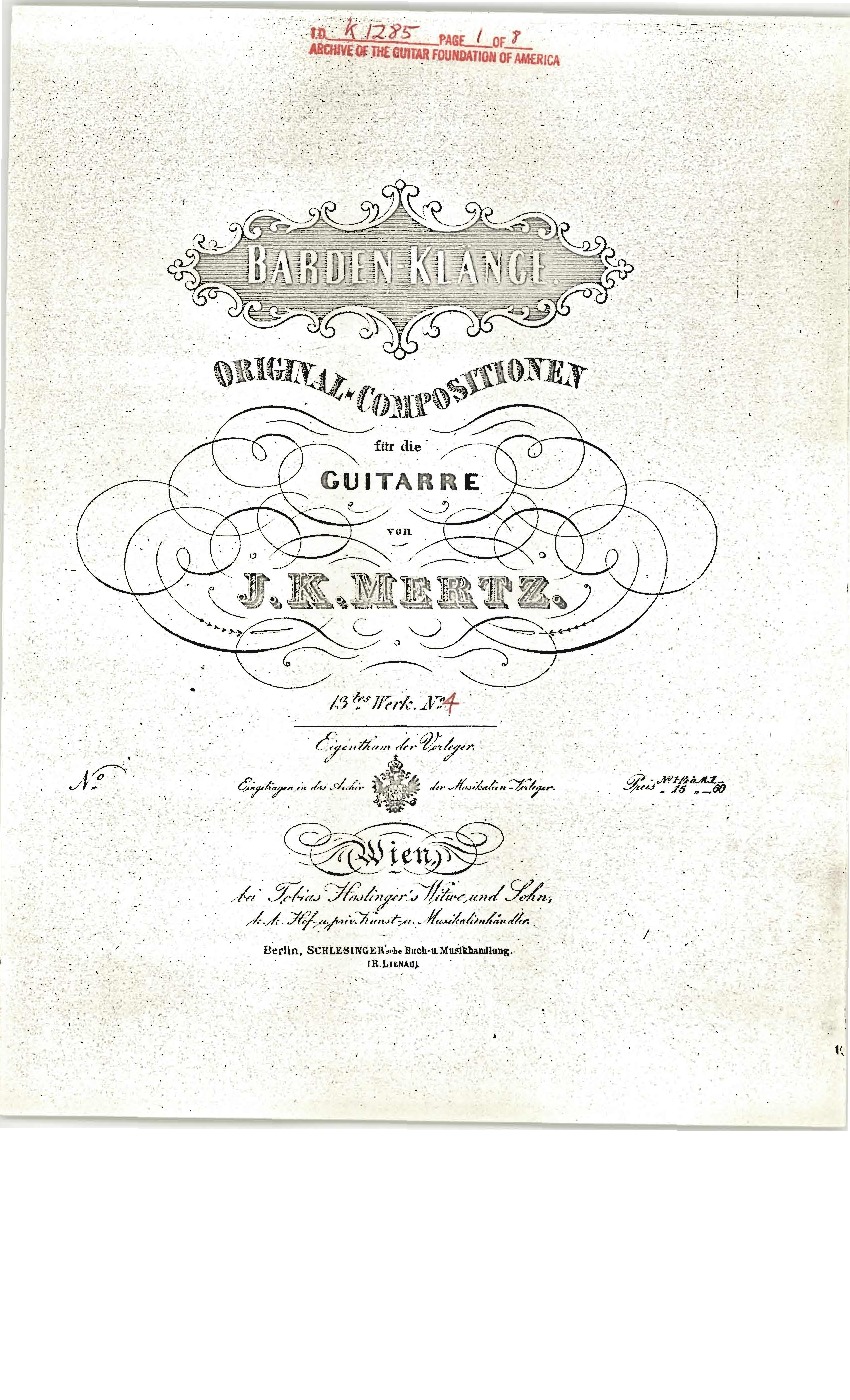 I.D. K 1285 PAGE 1 OF 8
ARCHIVE OF THE GUITAR FOUNDATION OF AMERICA
BARDEN-KLÄNGE.
ORIGINAL-COMPOSITIONEN
für die
GUITARRE
von
J. K. MERTZ.
13tes Werk. No. 4
Eigenthum der Verleger.
No
Eingetragen in das Archiv der Musikalien-Verleger.
Preis
Wien,
bei Tobias Haslinger's Witwe und Sohn,
k. k. Hof- u. priv. Kunst- u. Musikalienhändler.
Berlin, SCHLESINGER'sche Buch- u. Musikhandlung.
(R. LIENAU).